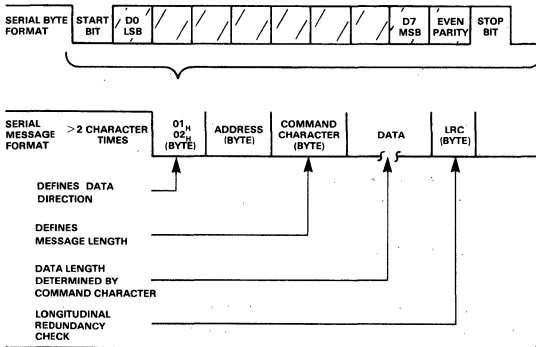 SERIAL BYTE
FORMAT
START
BIT
D0
LSB
D7
MSB
EVEN
PARITY
STOP
BIT
SERIAL
MESSAGE
FORMAT
>2 CHARACTER
TIMES
01H
02H
(BYTE)
ADDRESS
(BYTE)
COMMAND
CHARACTER
(BYTE)
DATA
LRC
(BYTE)
DEFINES DATA
DIRECTION
DEFINES
MESSAGE LENGTH
DATA LENGTH
DETERMINED BY
COMMAND CHARACTER
LONGITUDINAL
REDUNDANCY
CHECK